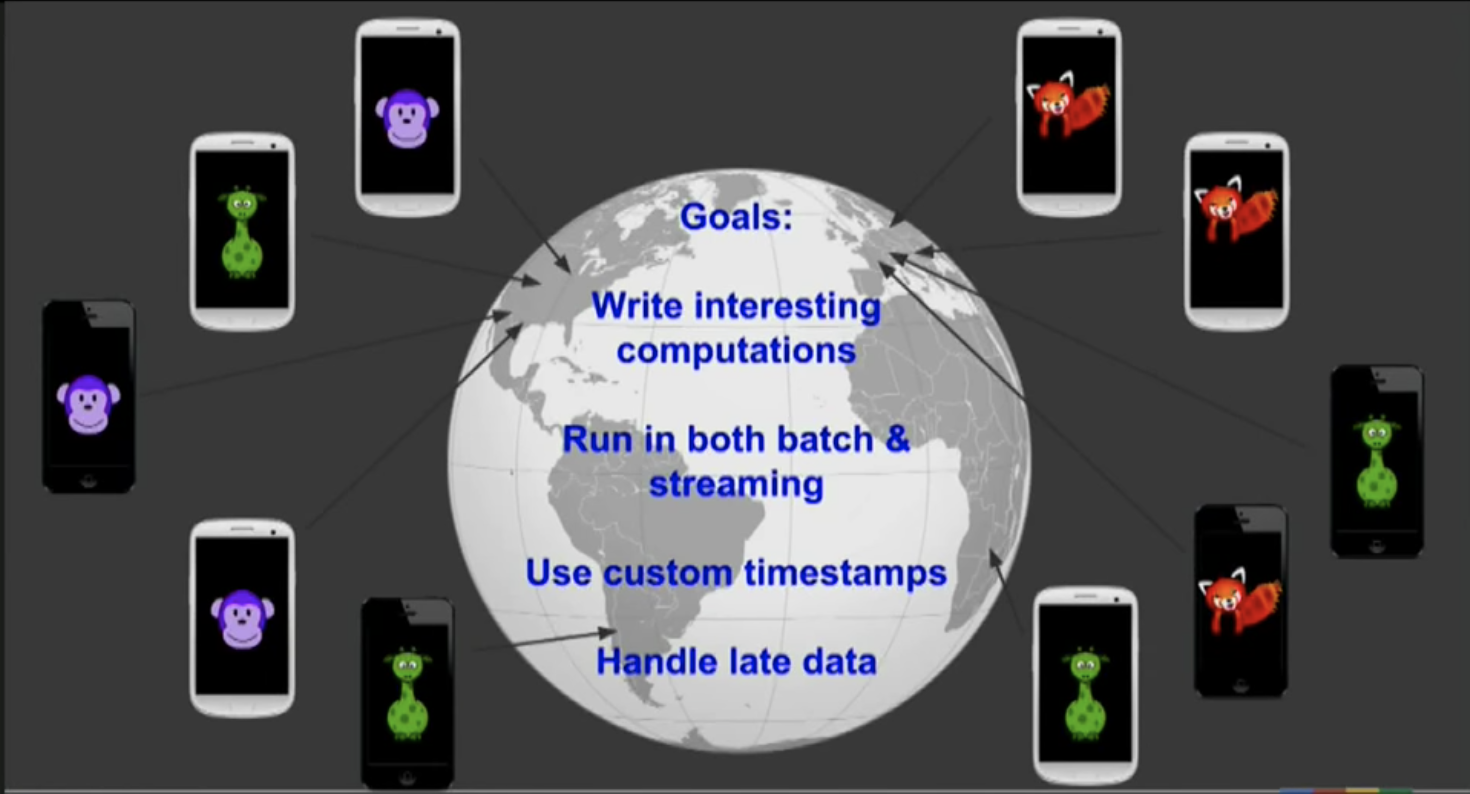 Goals:
Write interesting
computations
Run in both batch &
streaming
Use custom timestamps
Handle late data